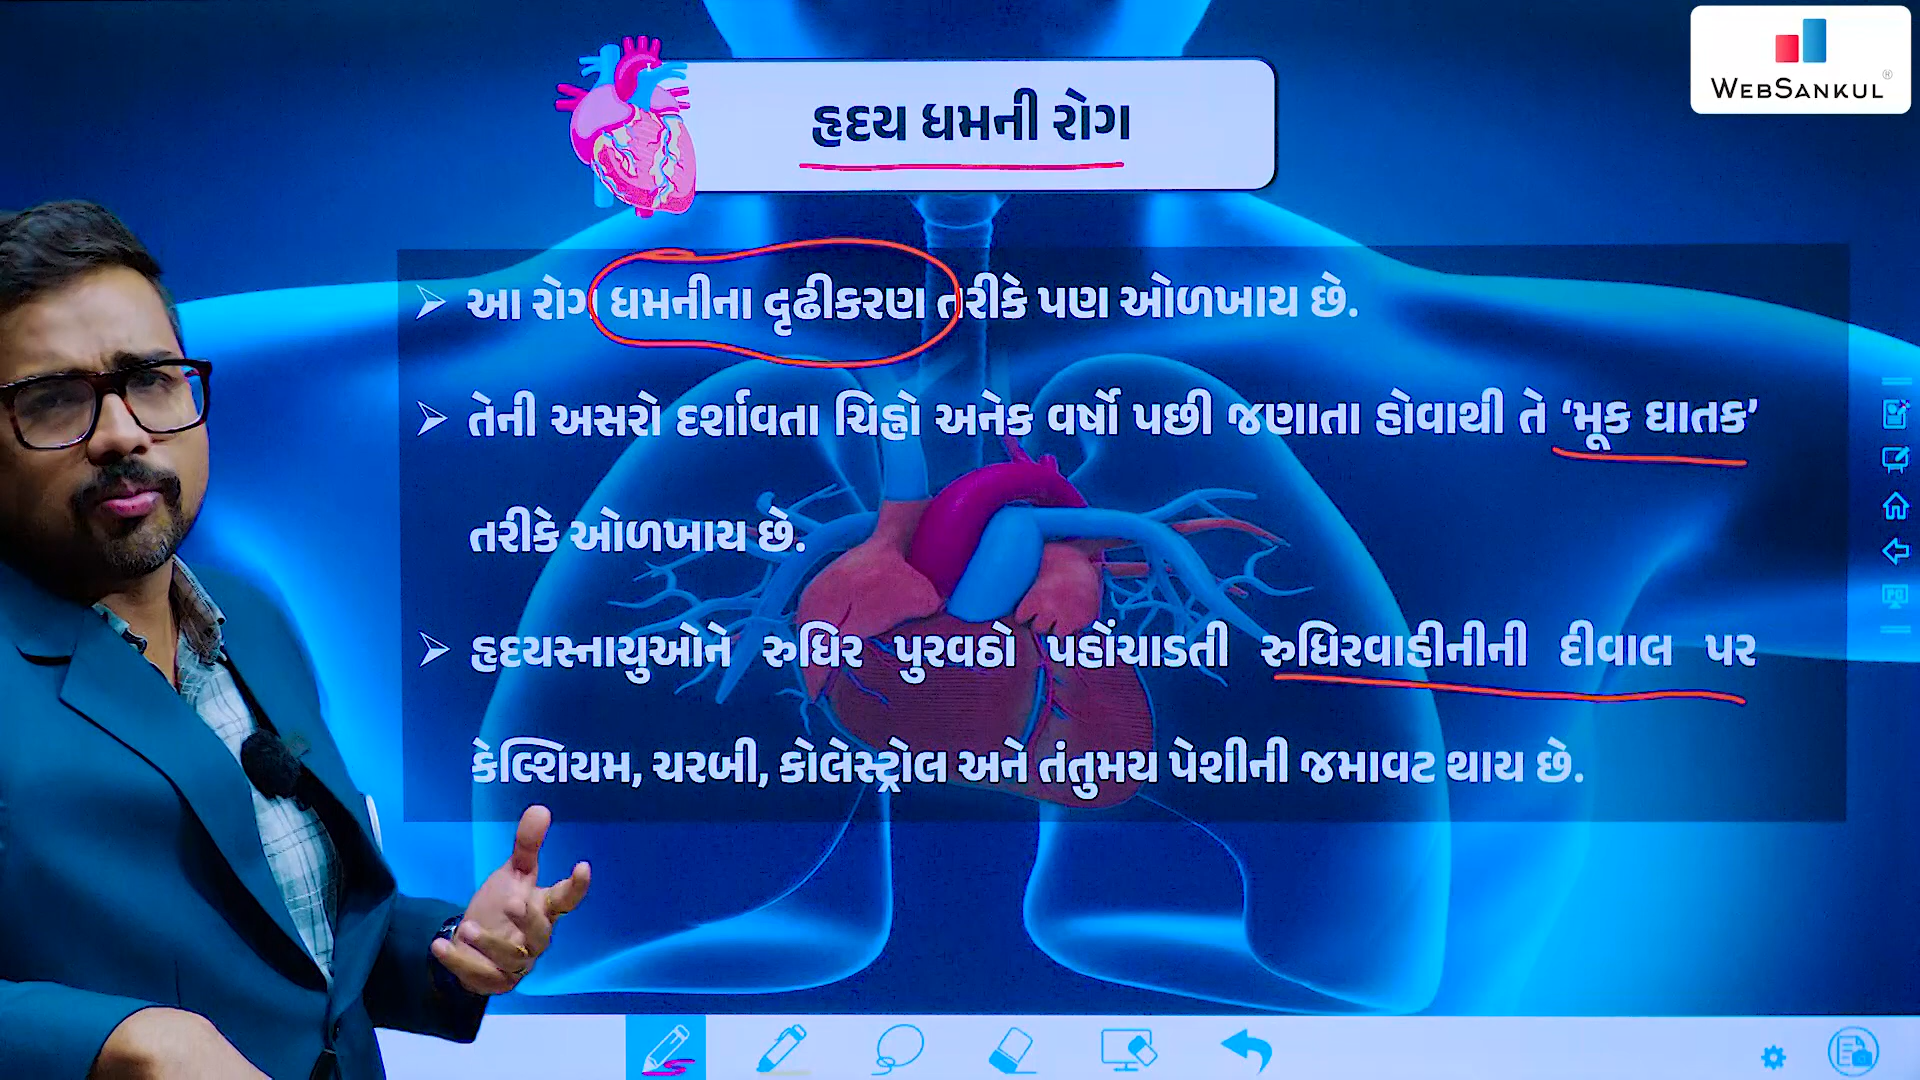 WEBSANKUL
હૃદય ધમની રોગ
આ રોગ ધમનીના દૃઢીકરણ તરીકે પણ ઓળખાય છે.
તેની અસરો દર્શાવતા ચિહ્નો અનેક વર્ષો પછી જણાતા હોવાથી તે ‘મૂક ઘાતક’
તરીકે ઓળખાય છે.
હૃદયસ્નાયુઓને રુધિર પુરવઠો પહોંચાડતી રુધિરવાહીનીની દીવાલ પર
કેલ્શિયમ, ચરબી, કોલેસ્ટ્રોલ અને તંતુમય પેશીની જમાવટ થાય છે.